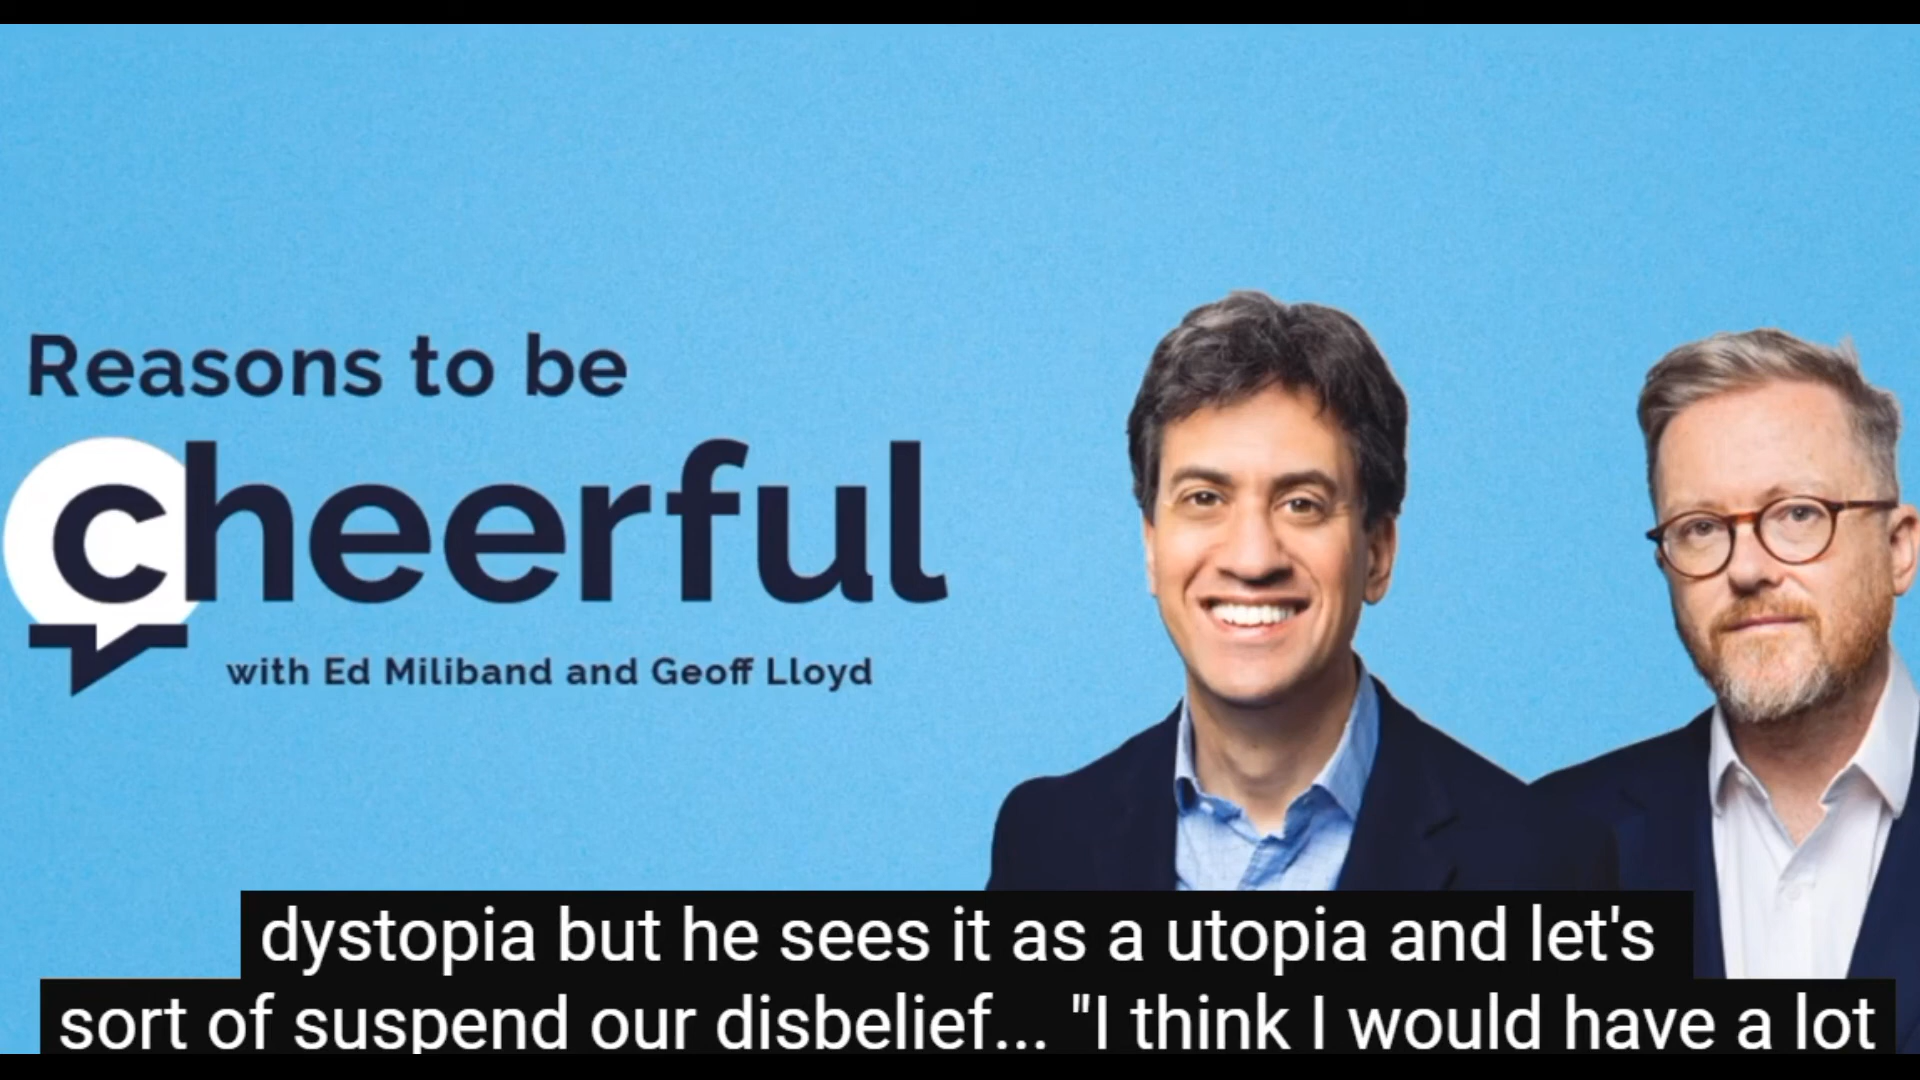 Reasons to be
cheerful
with Ed Miliband and Geoff Lloyd
dystopia but he sees it as a utopia and let's
sort of suspend our disbelief... "I think I would have a lot